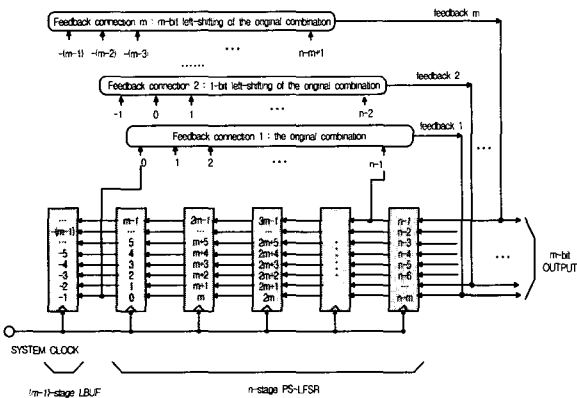 feedback m
Feedback connection m : m-bit left-shifting of the original combination
-(m-1) -(m-2) -(m-3) ... n-m+1
......
Feedback connection 2 : 1-bit left-shifting of the original combination
feedback 2
-1 0 1 ... n-2
feedback 1
Feedback connection 1 : the original combination
0 1 2 ... n-1
...
... m-1 2m-1 3m-1 n-1
-(m-1) ... ... ... n-2
... 5 m+5 2m+5 n-3
-5 4 m+4 2m+4 n-4
-4 3 m+3 2m+3 n-5
-3 2 m+2 2m+2 n-6
-2 1 m+1 2m+1 ...
-1 0 m 2m n-m
...
m-bit
OUTPUT
SYSTEM CLOCK
(m-1)-stage LBUF
n-stage PS-LFSR